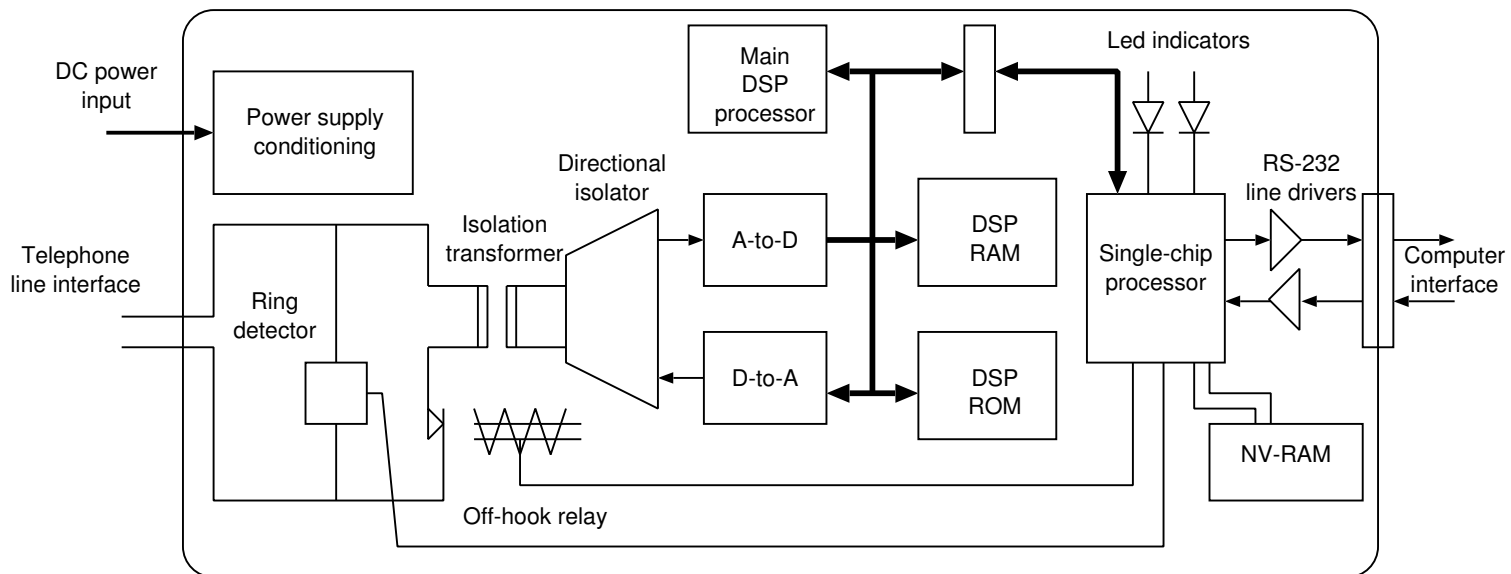 DC power
input
Power supply
conditioning
Main
DSP
processor
Led indicators
Directional
isolator
RS-232
line drivers
Telephone
line interface
Isolation
transformer
A-to-D
DSP
RAM
Single-chip
processor
Computer
interface
Ring
detector
D-to-A
DSP
ROM
NV-RAM
Off-hook relay